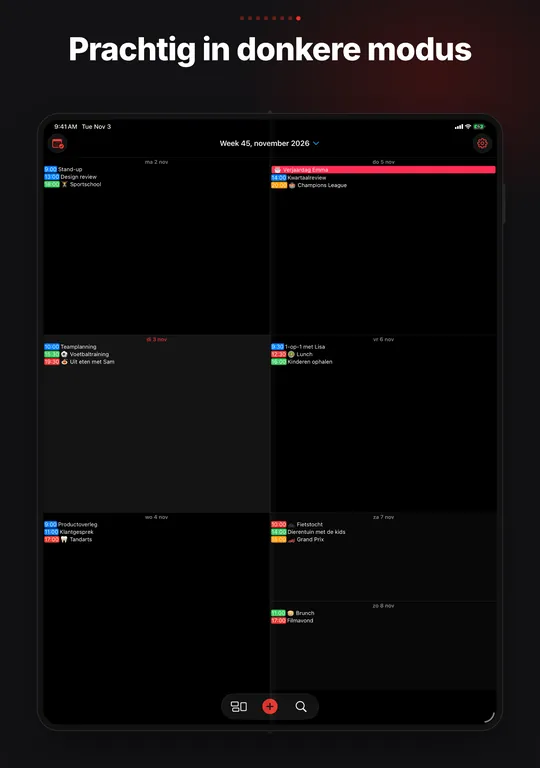 Prachtig in donkere modus
9:41 AM Tue Nov 3
Week 45, november 2026
ma 2 nov
9:00 Stand-up
13:00 Design review
18:00 Sportschool
di 3 nov
10:00 Teamplanning
15:30 Voetbaltraining
19:30 Uit eten met Sam
wo 4 nov
9:00 Productoverleg
11:00 Klantgesprek
17:00 Tandarts
do 5 nov
Verjaardag Emma
14:00 Kwartaalreview
20:00 Champions League
vr 6 nov
9:30 1-op-1 met Lisa
12:30 Lunch
Kinderen ophalen
za 7 nov
10:00 Fietstocht
14:00 Dierentuin met de kids
Grand Prix
zo 8 nov
11:00 Brunch
17:00 Filmavond